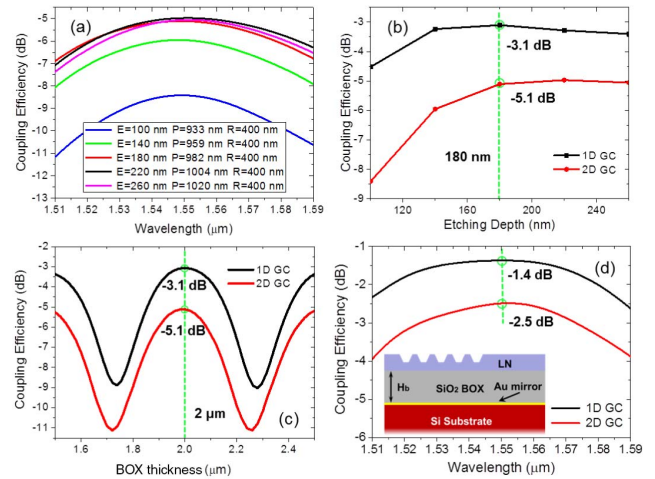 (a)
Coupling Efficiency (dB)
-5
-6
-7
-8
-9
-10
-11
-12
-13
E=100 nm P=933 nm R=400 nm
E=140 nm P=959 nm R=400 nm
E=180 nm P=982 nm R=400 nm
E=220 nm P=1004 nm R=400 nm
E=260 nm P=1020 nm R=400 nm
1.51 1.52 1.53 1.54 1.55 1.56 1.57 1.58 1.59
Wavelength (μm)
(b)
Coupling Efficiency (dB)
-2
-3
-4
-5
-6
-7
-8
-9
-3.1 dB
-5.1 dB
180 nm
1D GC
2D GC
100 140 180 220 260
Etching Depth (nm)
Coupling Efficiency (dB)
-2
-3
-4
-5
-6
-7
-8
-9
-10
-11
1D GC
2D GC
-3.1 dB
-5.1 dB
(c)
2 μm
1.6 1.8 2.0 2.2 2.4
BOX thickness (μm)
(d)
Coupling Efficiency (dB)
-1
-2
-3
-4
-5
-6
-1.4 dB
-2.5 dB
LN
Hb
SiO2 BOX
Au mirror
Si Substrate
1D GC
2D GC
1.51 1.52 1.53 1.54 1.55 1.56 1.57 1.58 1.59
Wavelength (μm)